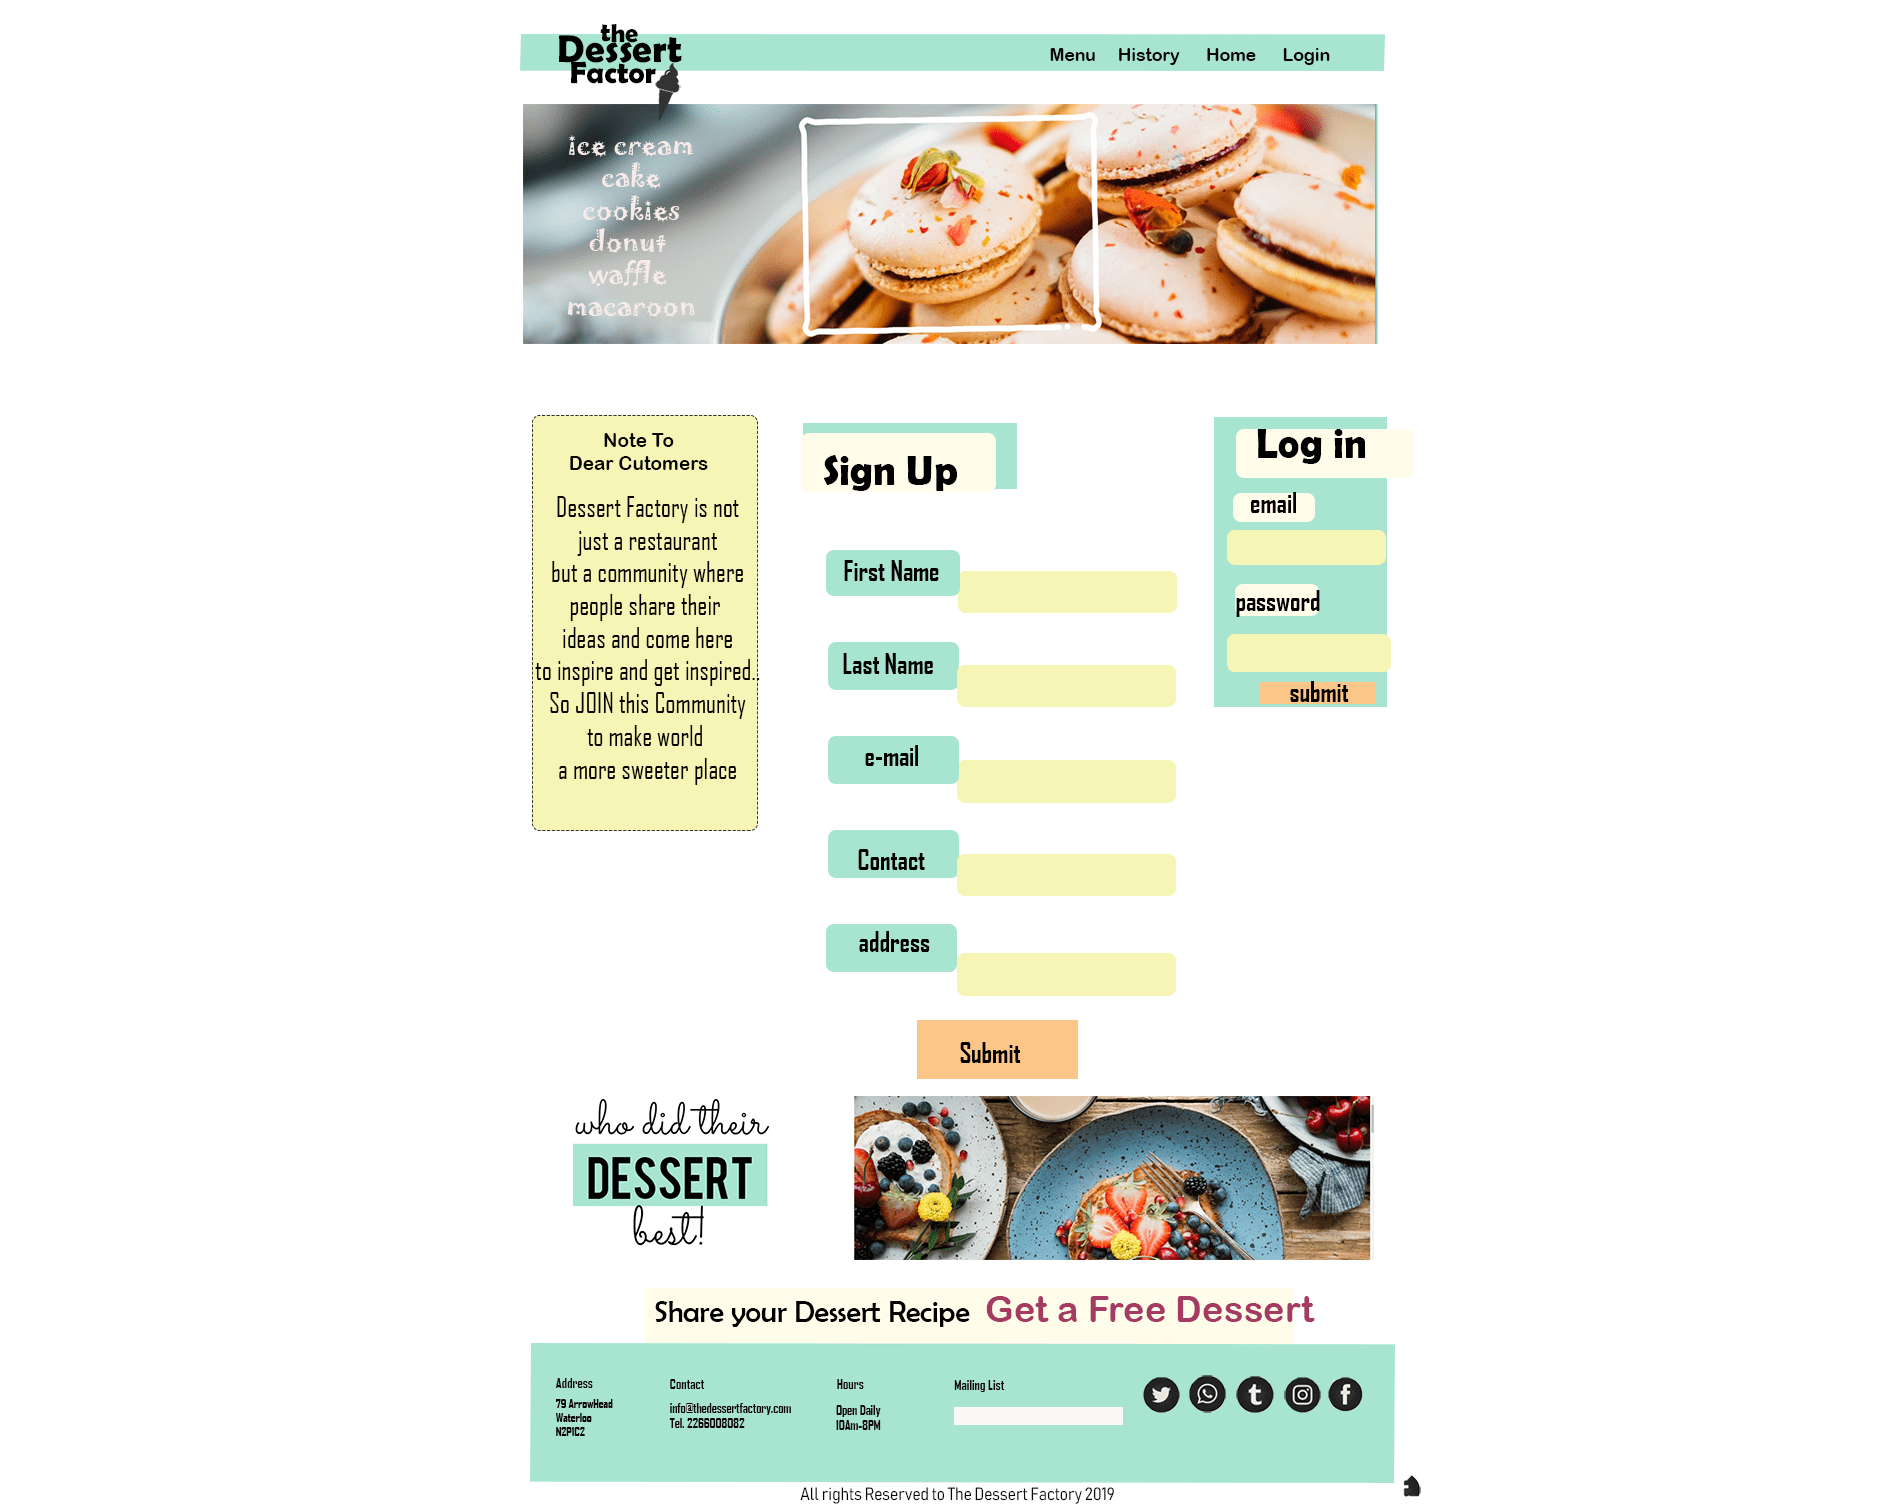 the
Dessert
Factor
Menu History Home Login
ice cream
cake
cookies
donut
waffle
macaroon
Note To
Dear Cutomers
Dessert Factory is not
just a restaurant
but a community where
people share their
ideas and come here
to inspire and get inspired..
So JOIN this Community
to make world
a more sweeter place
Sign Up
First Name
Last Name
e-mail
Contact
address
Submit
Log in
email
password
submit
who did their
DESSERT
best!
Share your Dessert Recipe Get a Free Dessert
Address
79 ArrowHead
Waterloo
N2P1C2
Contact
info@thedessertfactory.com
Tel. 2266008082
Hours
Open Daily
10Am-8PM
Mailing List
All rights Reserved to The Dessert Factory 2019